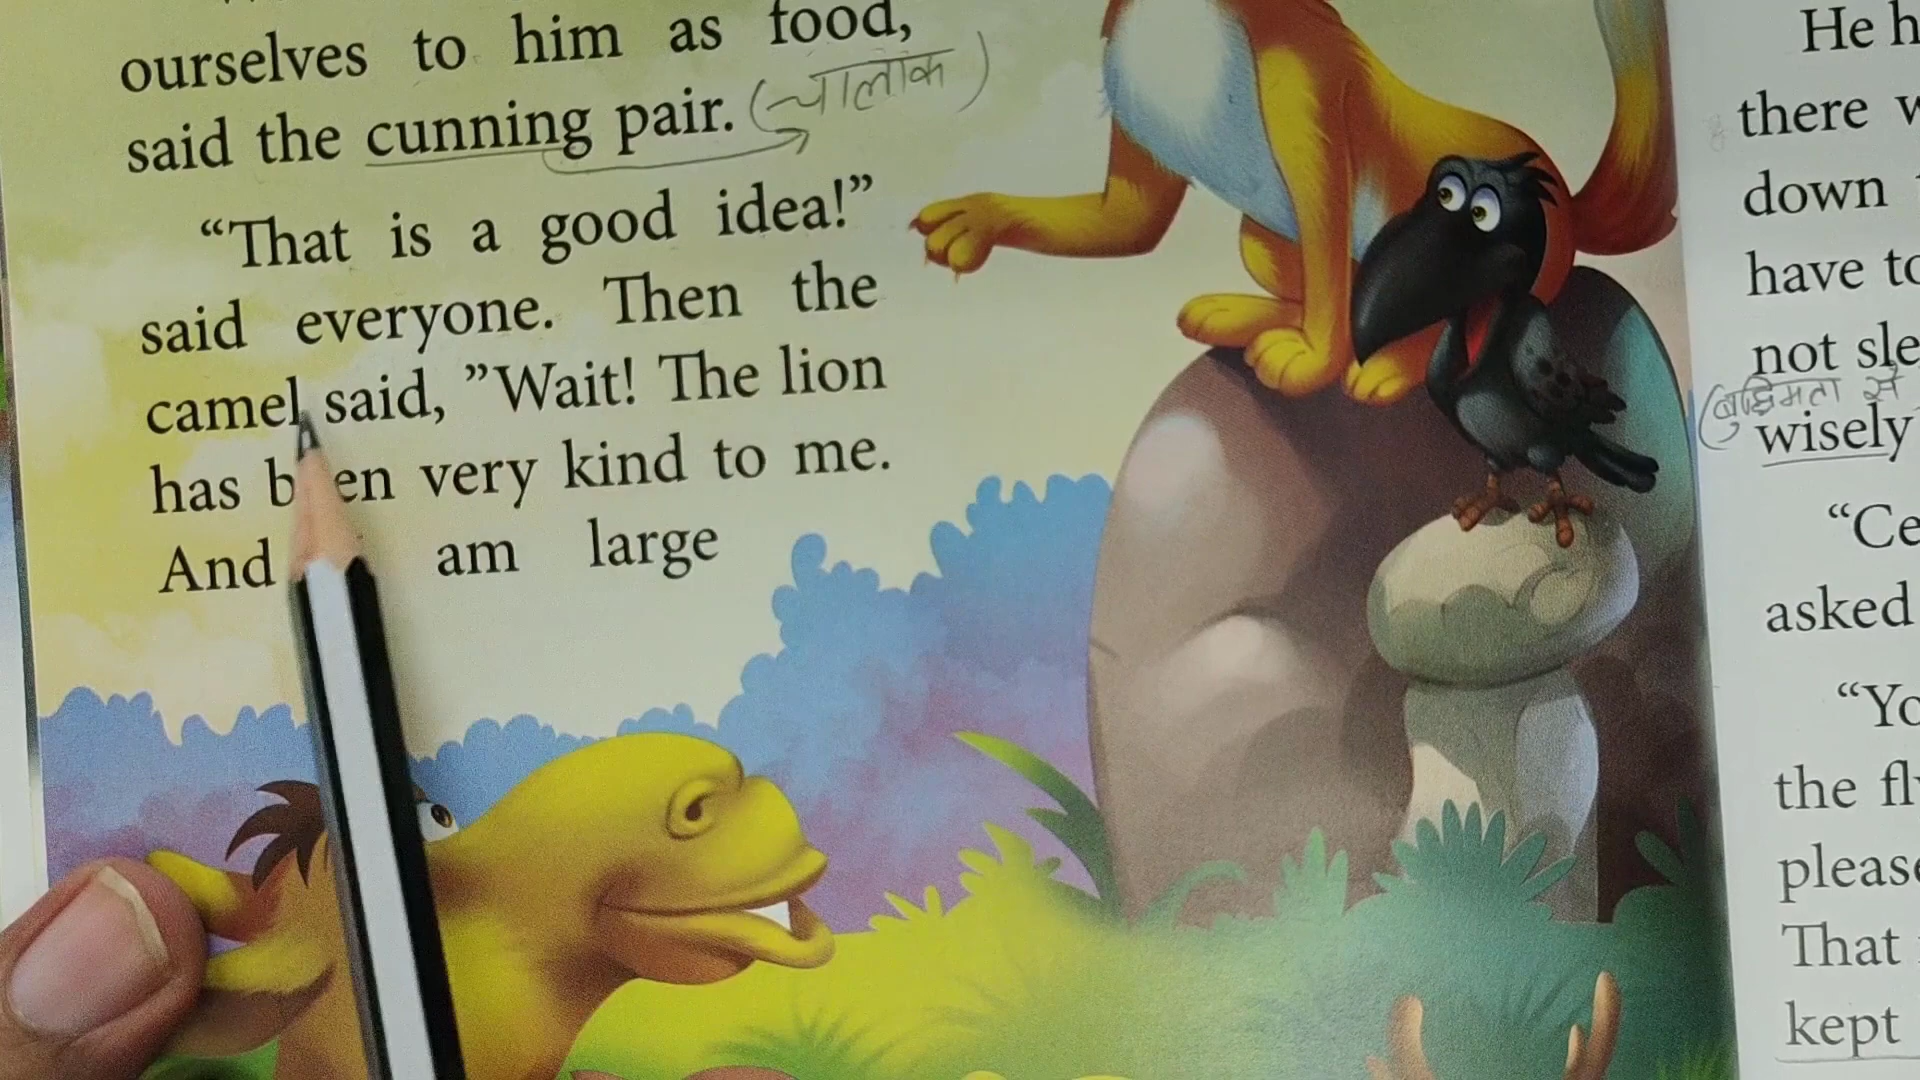 ourselves to him as food,
said the cunning pair. (चालाक)
“That is a good idea!”
said everyone. Then the
camel said, ”Wait! The lion
has been very kind to me.
And am large
He h
there w
down
have to
not sle
(बुद्धिमता से
wisely
“Ce
asked
“Yo
the fl
please
That
kept